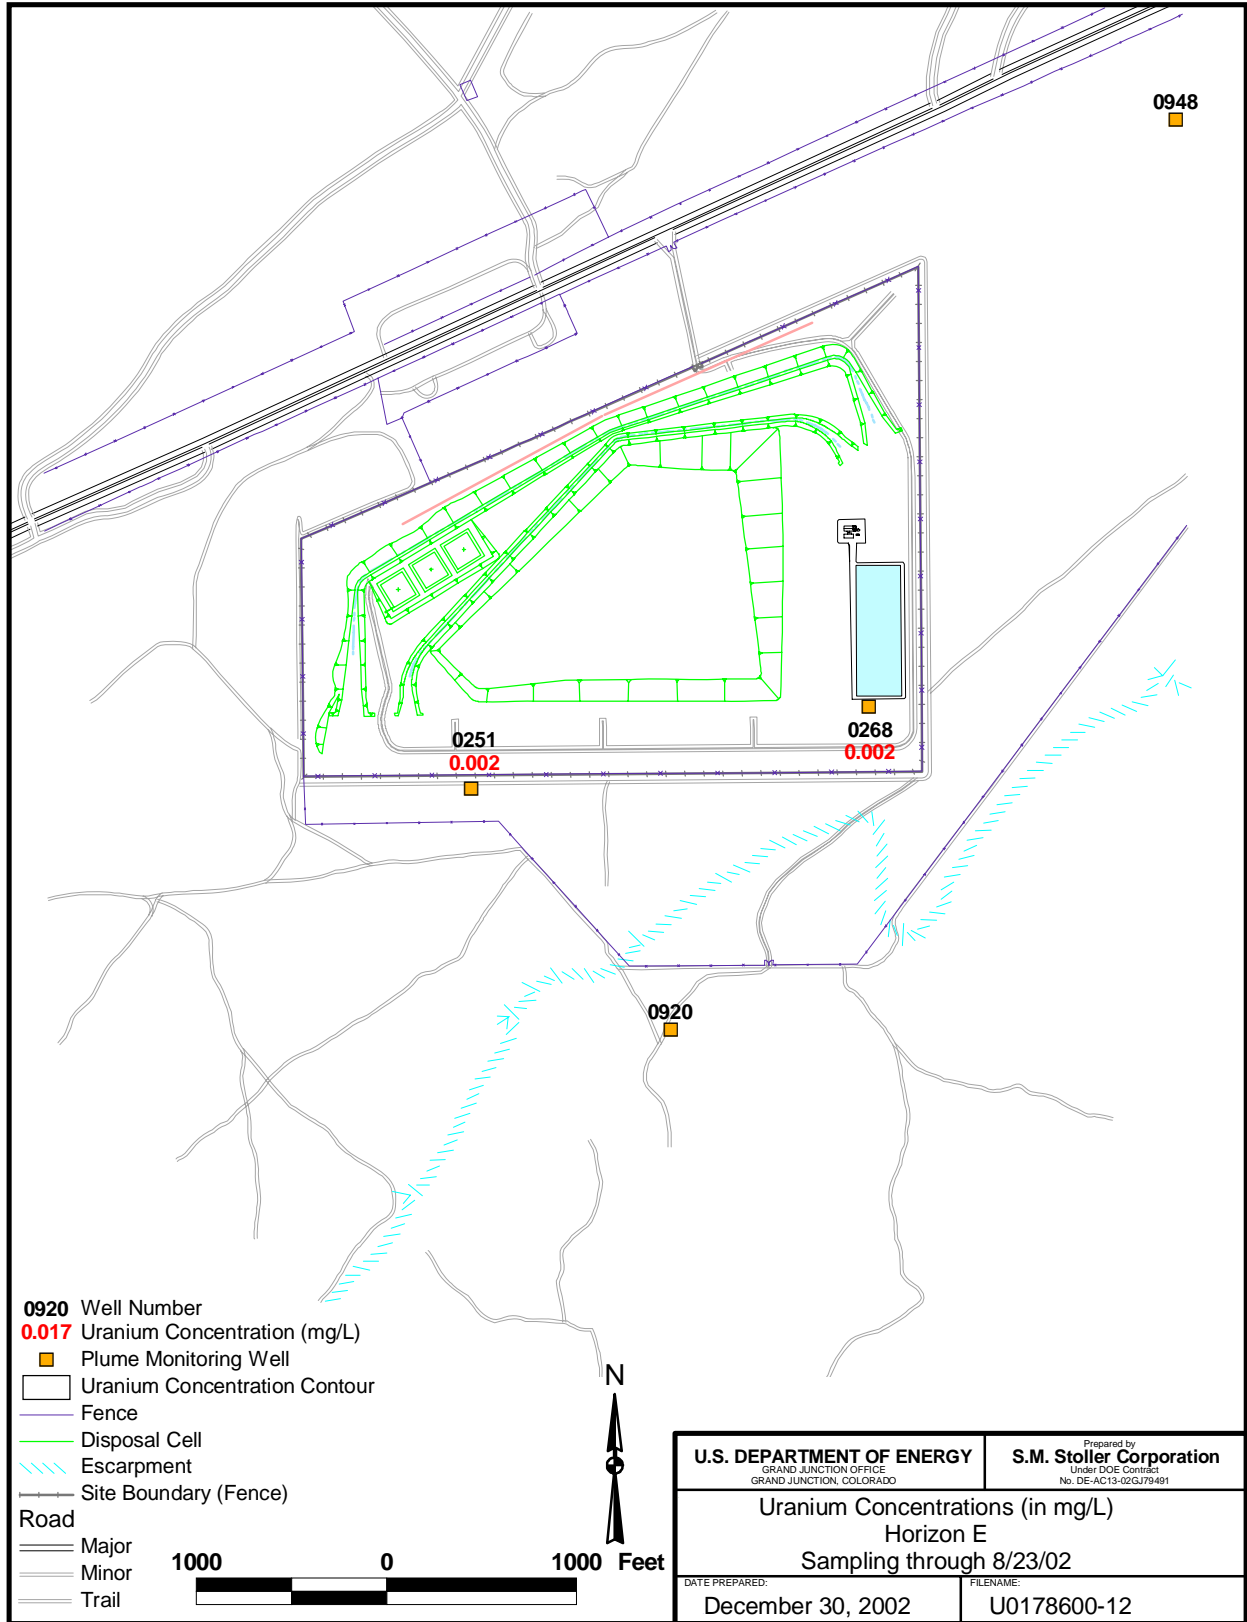 0948
0251
0.002
0268
0.002
0920
0920 Well Number
0.017 Uranium Concentration (mg/L)
Plume Monitoring Well
Uranium Concentration Contour
Fence
Disposal Cell
Escarpment
Site Boundary (Fence)
Road
Major
Minor
Trail
1000 0 1000 Feet
N
U.S. DEPARTMENT OF ENERGY
GRAND JUNCTION OFFICE
GRAND JUNCTION, COLORADO
Prepared by
S.M. Stoller Corporation
Under DOE Contract
No. DE-AC13-02GJ79491
Uranium Concentrations (in mg/L)
Horizon E
Sampling through 8/23/02
DATE PREPARED:
December 30, 2002
FILENAME:
U0178600-12